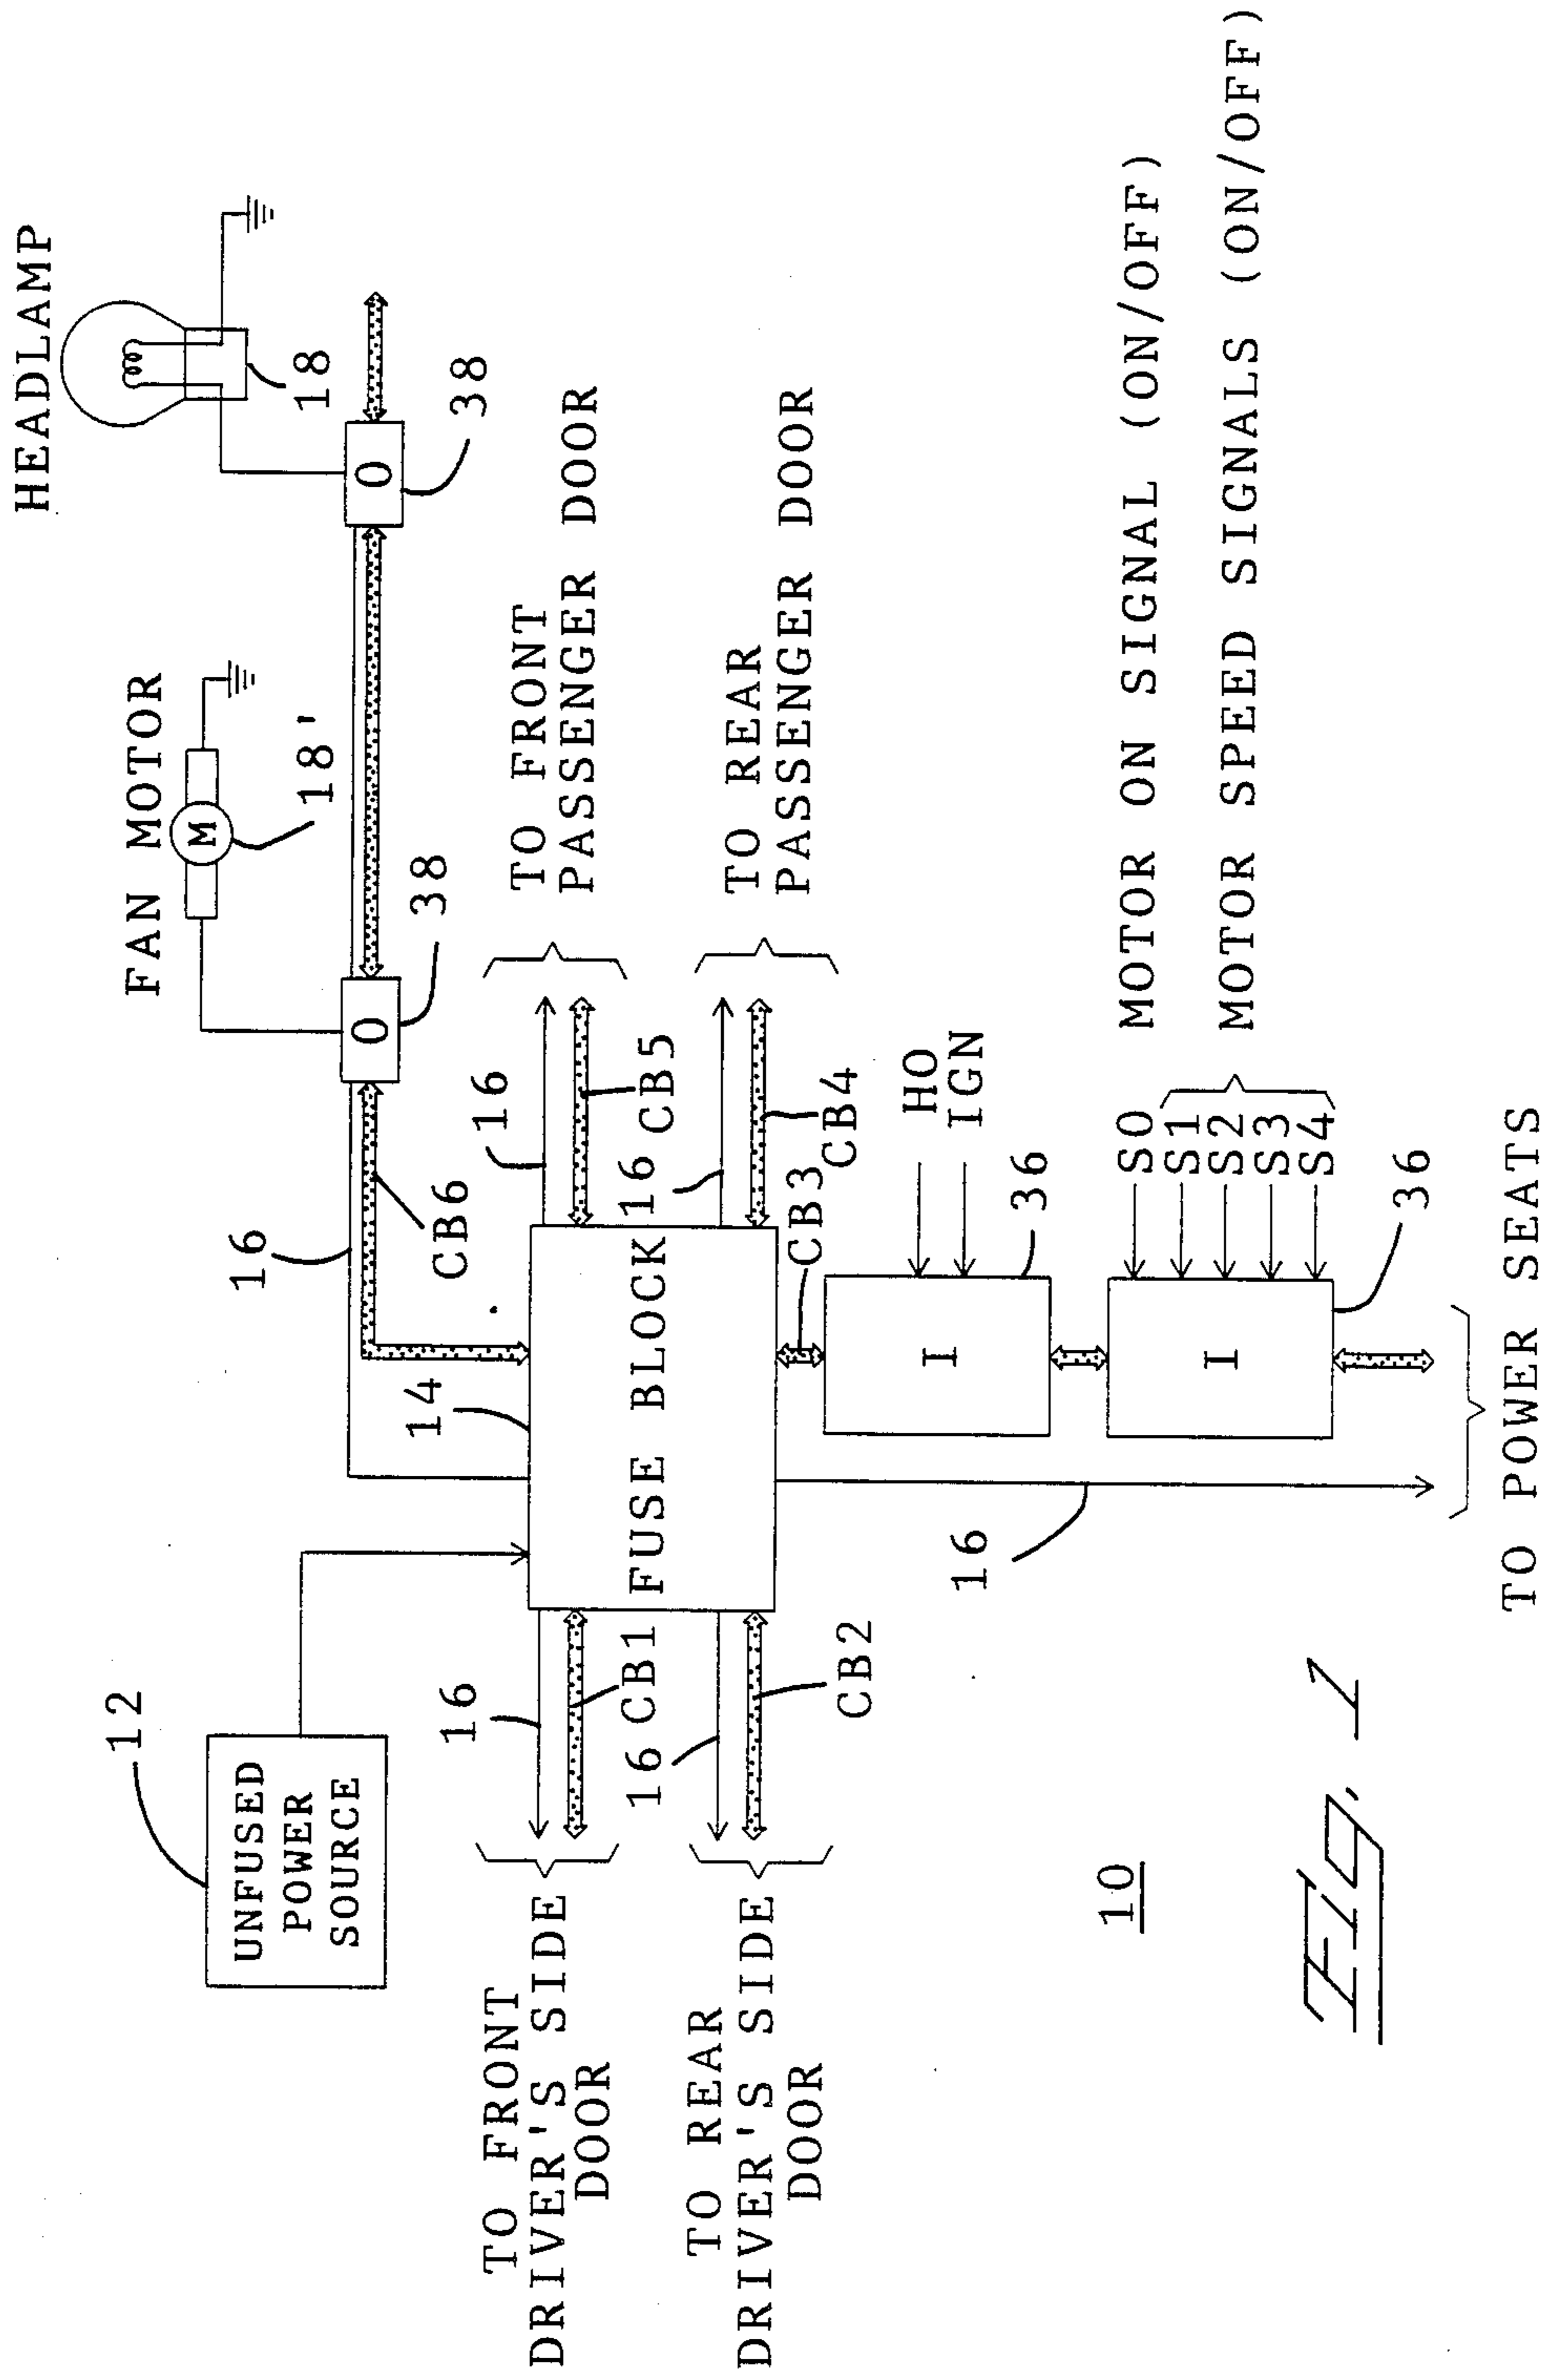 HEADLAMP
18
FAN MOTOR
M
18'
12
UNFUSED
POWER
SOURCE
16
O
38
O
38
CB6
14
FUSE BLOCK
16
CB1
TO FRONT
DRIVER'S SIDE
DOOR
16
CB5
TO FRONT
PASSENGER DOOR
16
CB2
TO REAR
DRIVER'S SIDE
DOOR
16
CB4
TO REAR
PASSENGER DOOR
CB3
HO
IGN
I
36
16
S0 MOTOR ON SIGNAL (ON/OFF)
S1
S2 MOTOR SPEED SIGNALS (ON/OFF)
S3
S4
I
36
10
TO POWER SEATS
Fig. 1